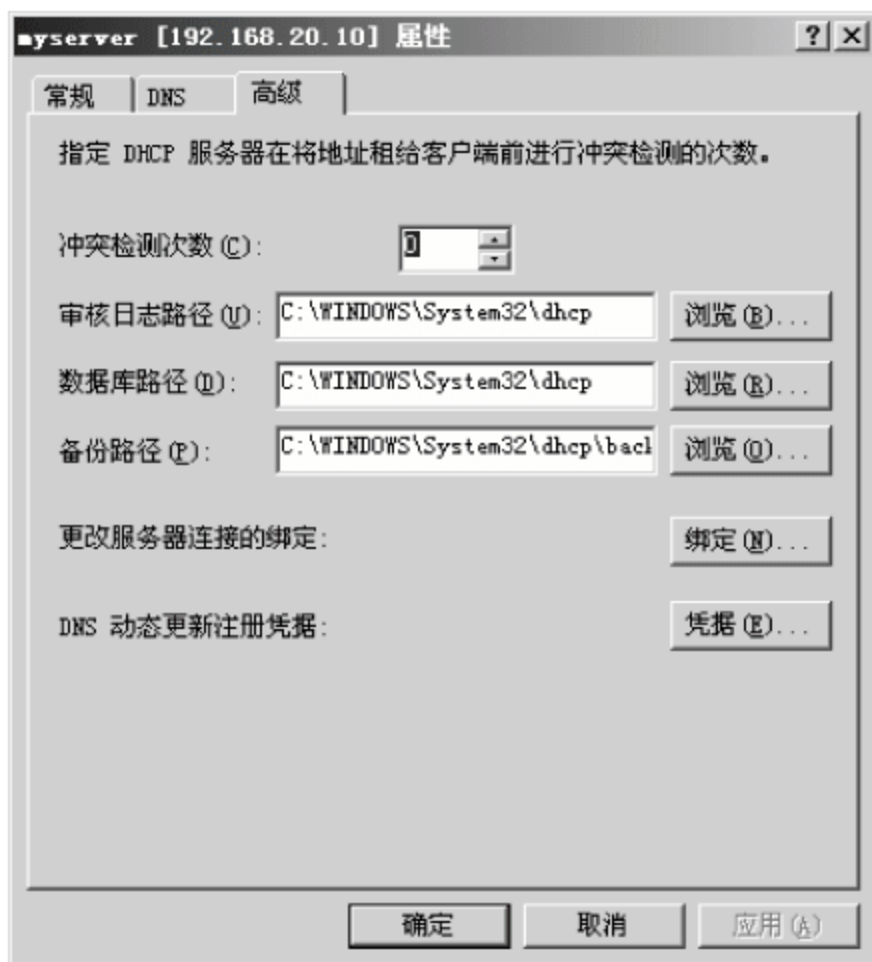 myserver [192.168.20.10] 属性
常规 DNS 高级
指定 DHCP 服务器在将地址租给客户端前进行冲突检测的次数。
冲突检测次数(C): 0
审核日志路径(U): C:\WINDOWS\System32\dhcp 浏览(B)...
数据库路径(D): C:\WINDOWS\System32\dhcp 浏览(R)...
备份路径(P): C:\WINDOWS\System32\dhcp\bacl 浏览(O)...
更改服务器连接的绑定: 绑定(N)...
DNS 动态更新注册凭据: 凭据(E)...
确定 取消 应用(A)